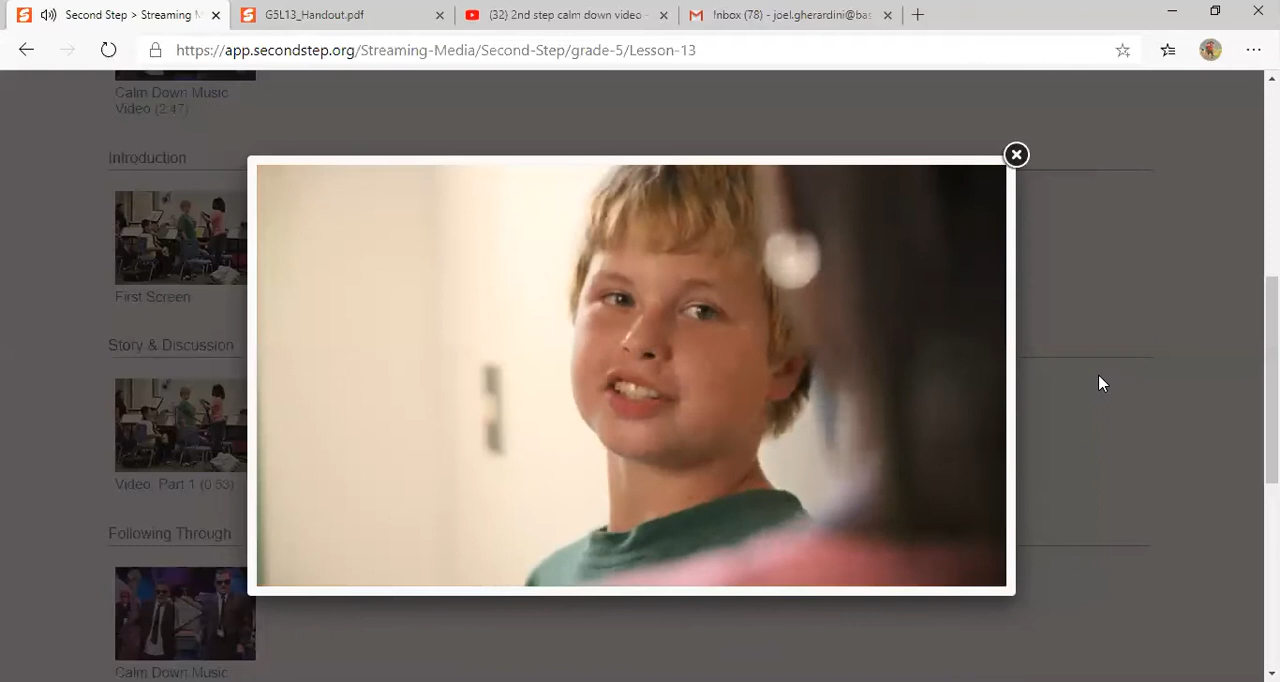 Second Step > Streaming M
G5L13_Handout.pdf
(32) 2nd step calm down video -
Inbox (78) - joel.gherardini@bas
https://app.secondstep.org/Streaming-Media/Second-Step/grade-5/Lesson-13
Calm Down Music
Video (2:47)
Introduction
First Screen
Story & Discussion
Video, Part 1 (0:53)
Following Through
Calm Down Music